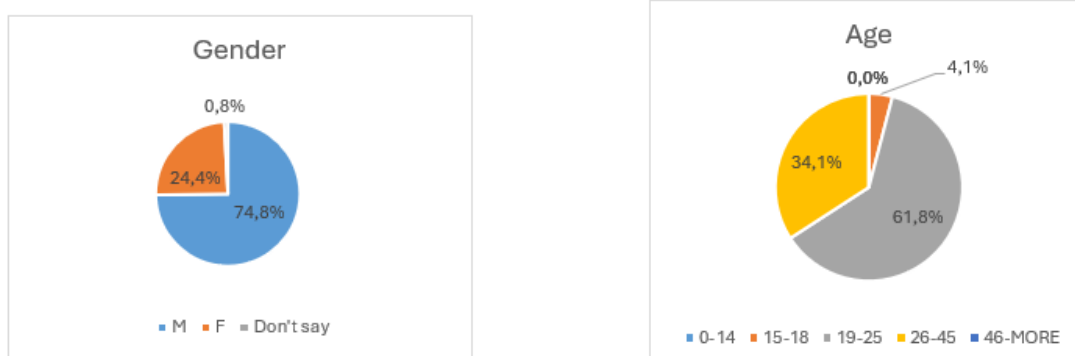 Gender
0,8%
24,4%
74,8%
M F Don't say
Age
0,0%
4,1%
34,1%
61,8%
0-14 15-18 19-25 26-45 46-MORE